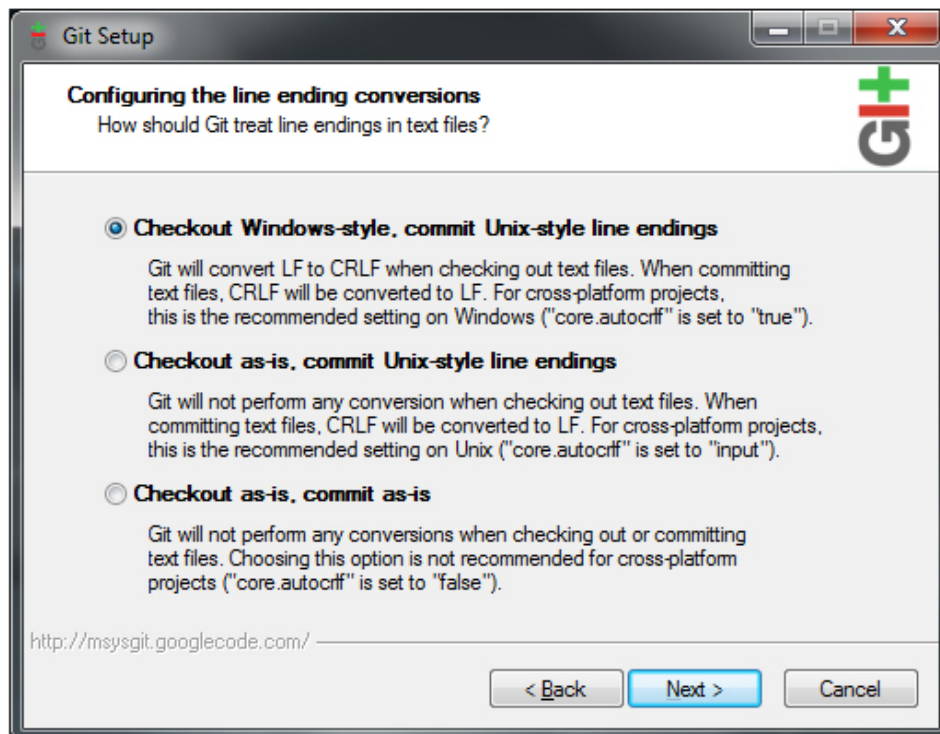 Git Setup
Configuring the line ending conversions
How should Git treat line endings in text files?
git
Checkout Windows-style, commit Unix-style line endings
Git will convert LF to CRLF when checking out text files. When committing
text files, CRLF will be converted to LF. For cross-platform projects,
this is the recommended setting on Windows ("core.autocrlf" is set to "true").
Checkout as-is, commit Unix-style line endings
Git will not perform any conversion when checking out text files. When
committing text files, CRLF will be converted to LF. For cross-platform projects,
this is the recommended setting on Unix ("core.autocrlf" is set to "input").
Checkout as-is, commit as-is
Git will not perform any conversions when checking out or committing
text files. Choosing this option is not recommended for cross-platform
projects ("core.autocrlf" is set to "false").
http://msysgit.googlecode.com/
< Back
Next >
Cancel